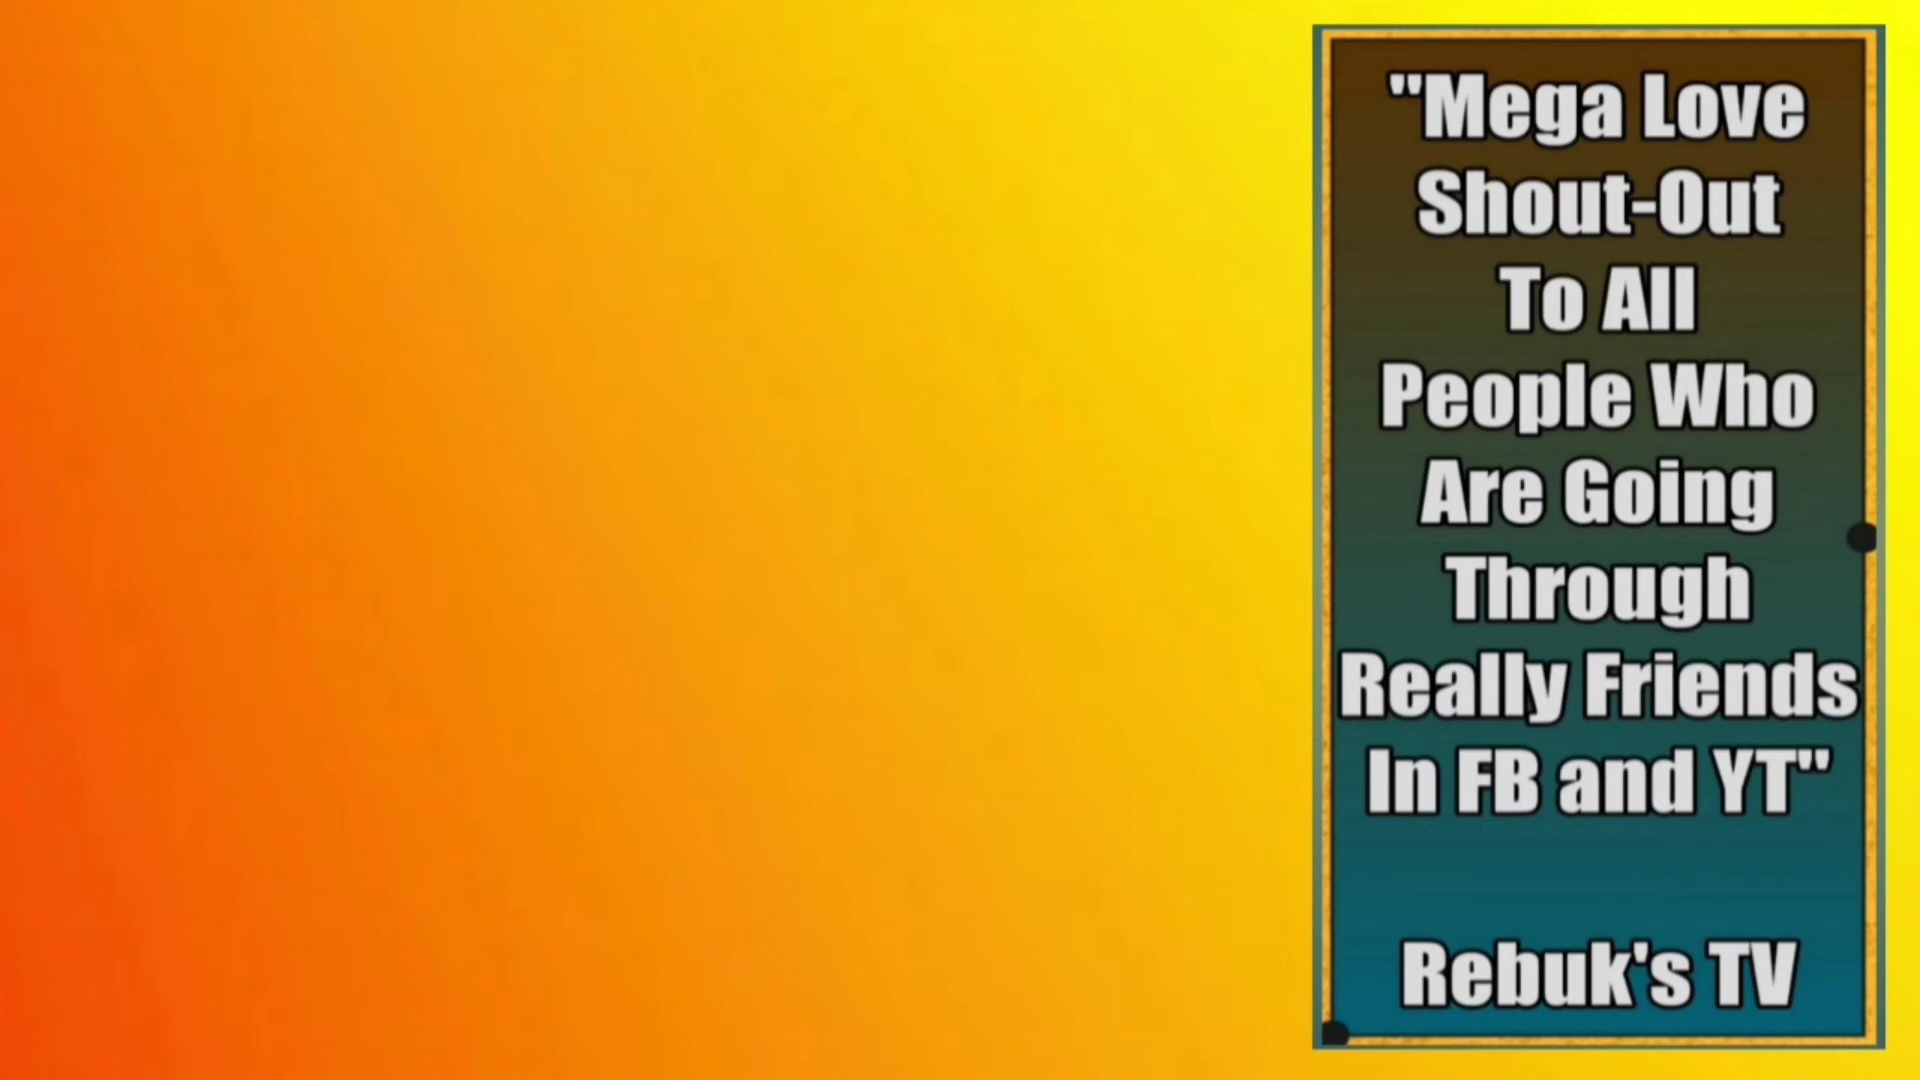 "Mega Love
Shout-Out
To All
People Who
Are Going
Through
Really Friends
In FB and YT"
Rebuk's TV